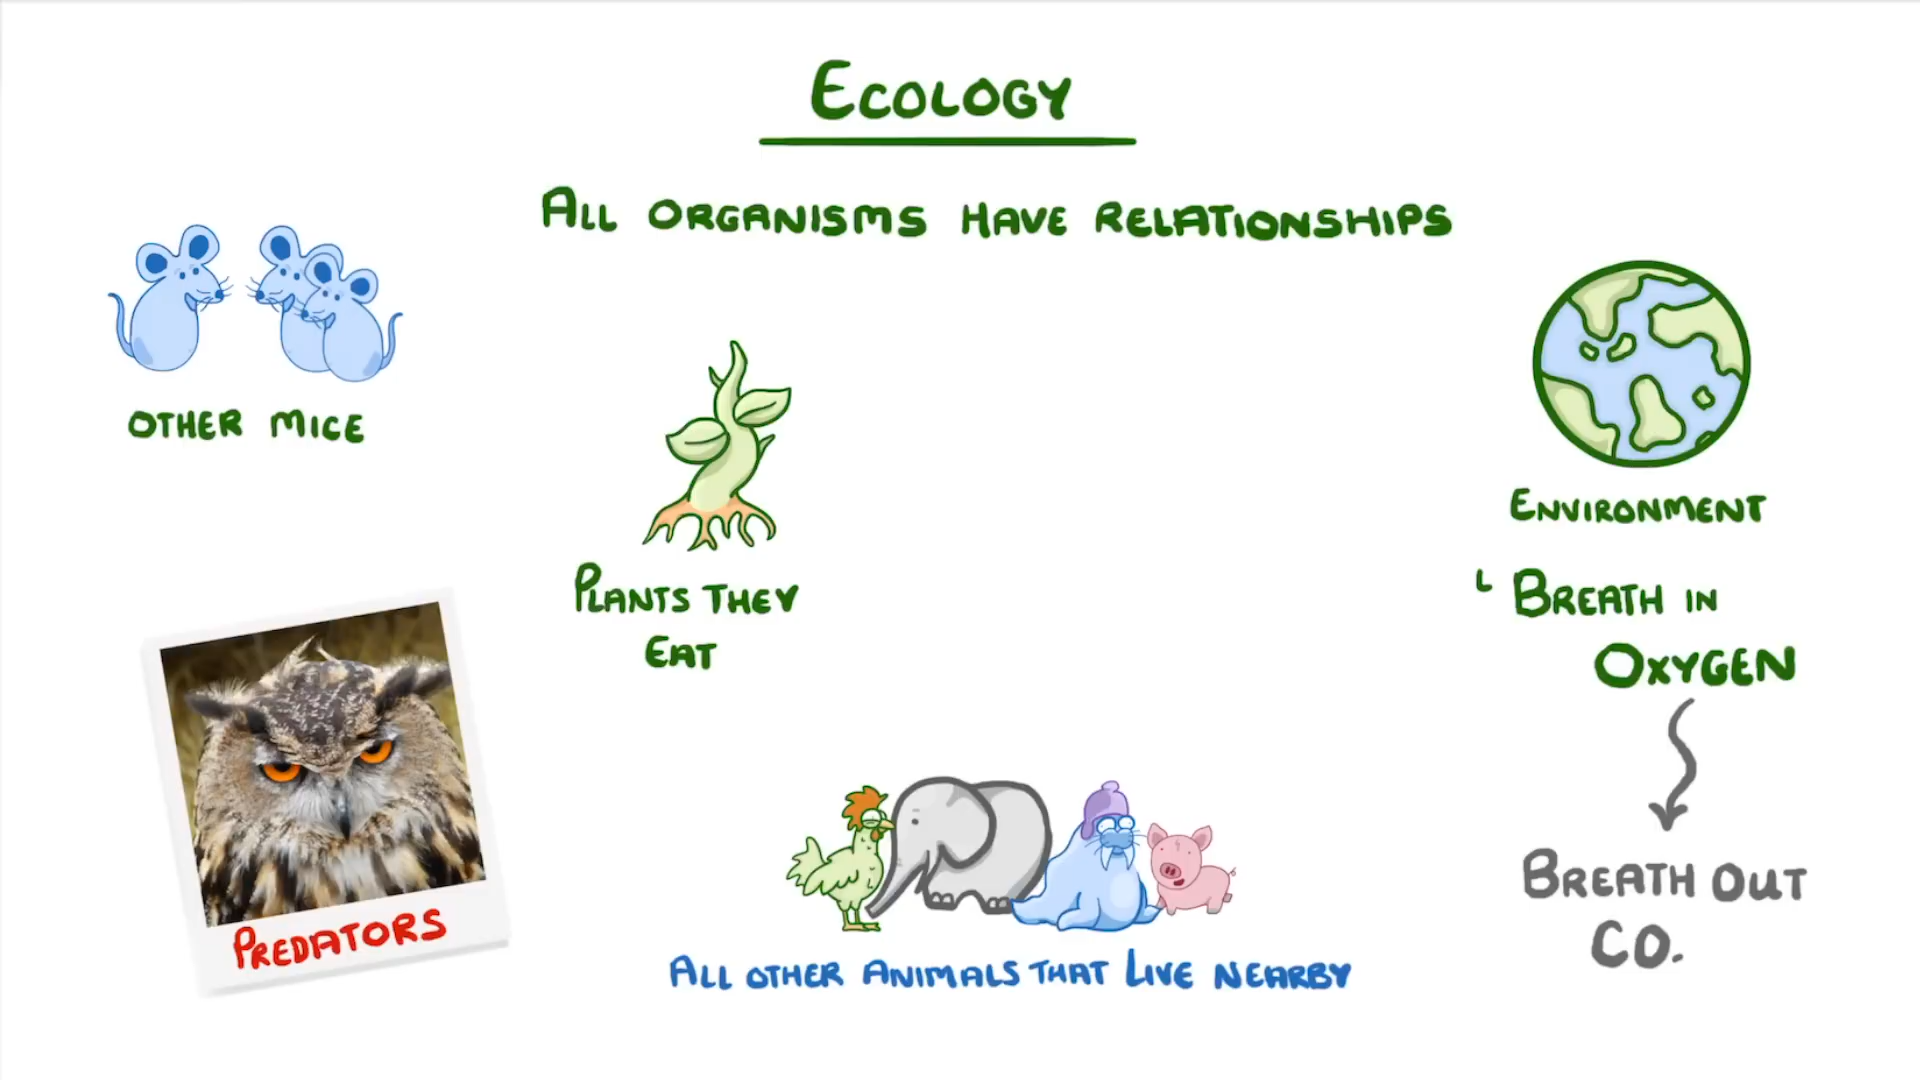 ECOLOGY
ALL ORGANISMS HAVE RELATIONSHIPS
OTHER MICE
PLANTS THEY
EAT
PREDATORS
ALL OTHER ANIMALS THAT LIVE NEARBY
ENVIRONMENT
BREATH IN
OXYGEN
BREATH OUT
CO.